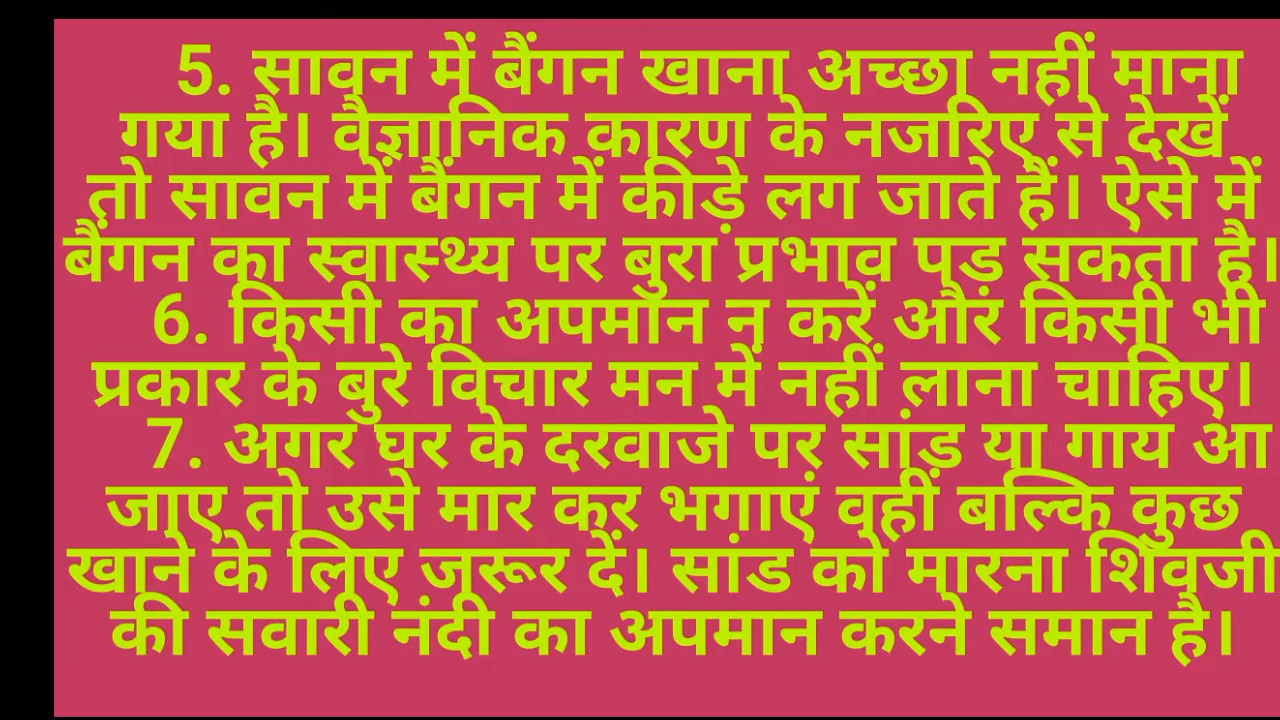 5. सावन में बैंगन खाना अच्छा नहीं माना
गया है। वैज्ञानिक कारण के नजरिए से देखें
तो सावन में बैंगन में कीड़े लग जाते हैं। ऐसे में
बैंगन का स्वास्थ्य पर बुरा प्रभाव पड़ सकता है।
6. किसी का अपमान न करें और किसी भी
प्रकार के बुरे विचार मन में नहीं लाना चाहिए।
7. अगर घर के दरवाजे पर सांड़ या गाय आ
जाए तो उसे मार कर भगाएं वहीं बल्कि कुछ
खाने के लिए जरूर दें। सांड को मारना शिवजी
की सवारी नंदी का अपमान करने समान है।